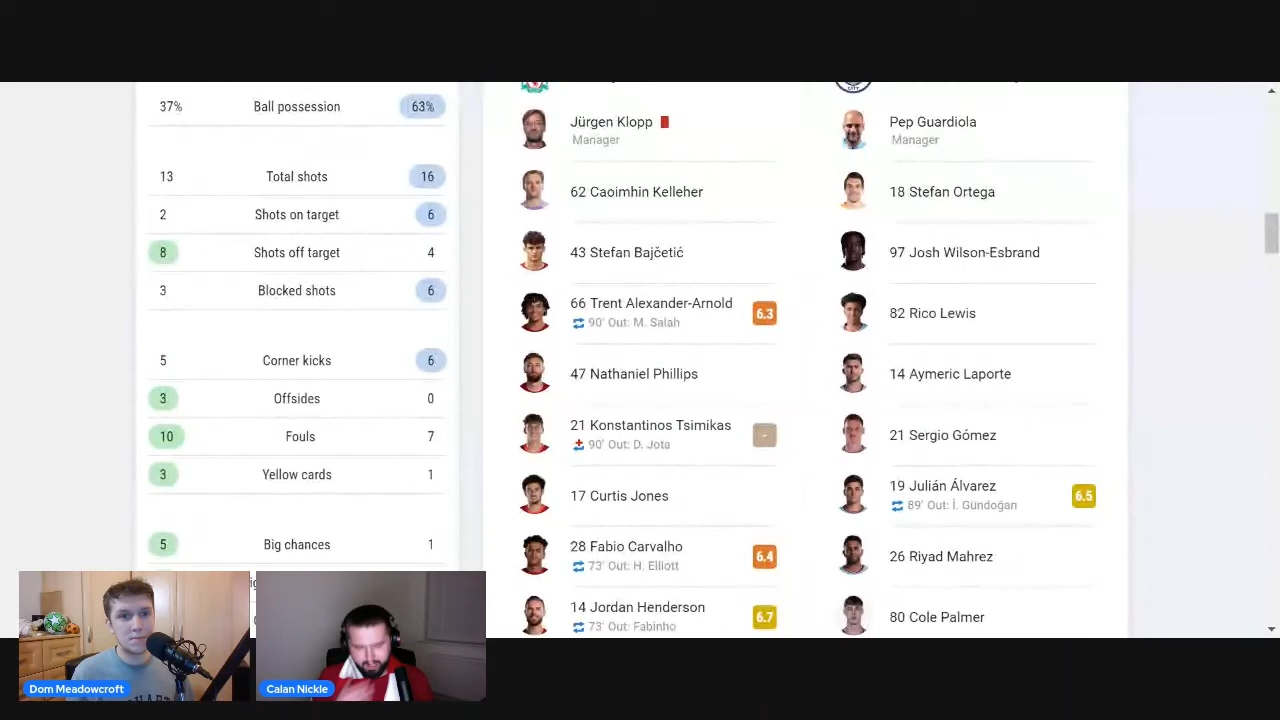 37% Ball possession 63%
13 Total shots 16
2 Shots on target 6
8 Shots off target 4
3 Blocked shots 6
5 Corner kicks 6
3 Offsides 0
10 Fouls 7
3 Yellow cards 1
5 Big chances 1
Jürgen Klopp
Manager
62 Caoimhin Kelleher
43 Stefan Bajčetić
66 Trent Alexander-Arnold
90' Out: M. Salah
6.3
47 Nathaniel Phillips
21 Konstantinos Tsimikas
90' Out: D. Jota
-
17 Curtis Jones
28 Fabio Carvalho
73' Out: H. Elliott
6.4
14 Jordan Henderson
73' Out: Fabinho
6.7
CITY
Pep Guardiola
Manager
18 Stefan Ortega
97 Josh Wilson-Esbrand
82 Rico Lewis
14 Aymeric Laporte
21 Sergio Gómez
19 Julián Álvarez
89' Out: İ. Gündoğan
6.5
26 Riyad Mahrez
80 Cole Palmer
Dom Meadowcroft
Calan Nickle